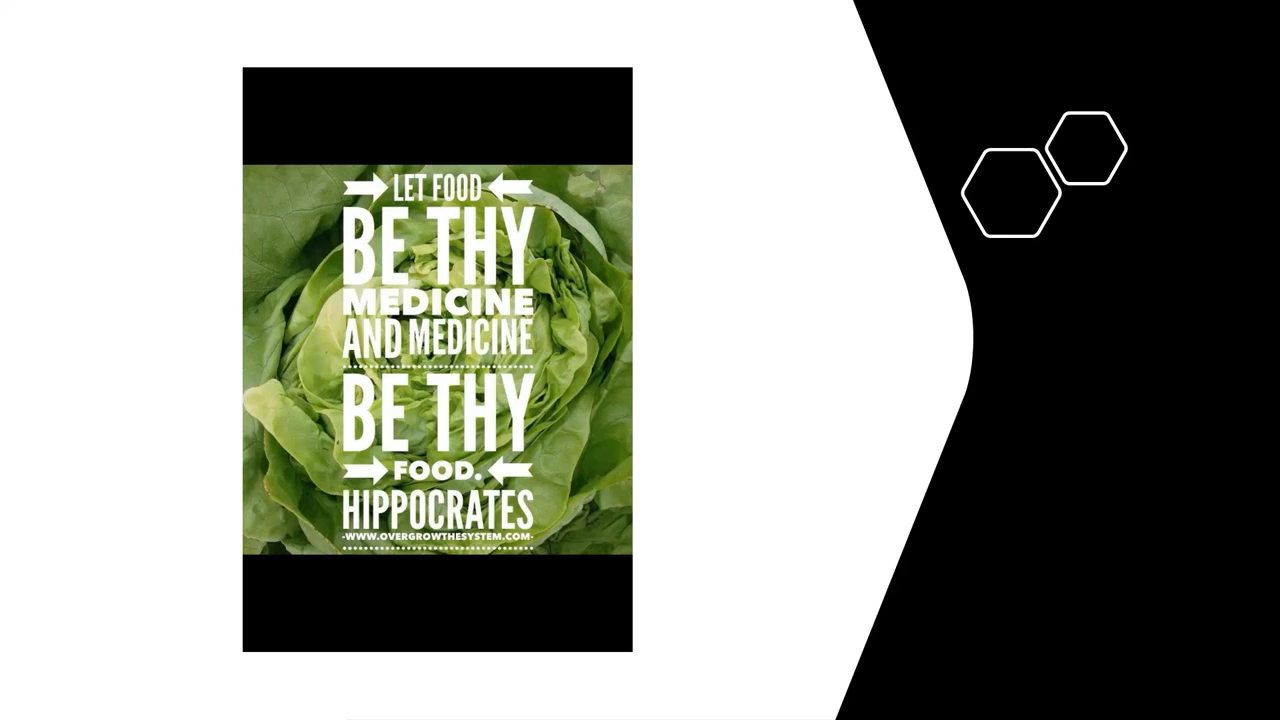 LET FOOD
BE THY
MEDICINE
AND MEDICINE
BE THY
FOOD.
HIPPOCRATES
-WWW.OVERGROWTHESYSTEM.COM-